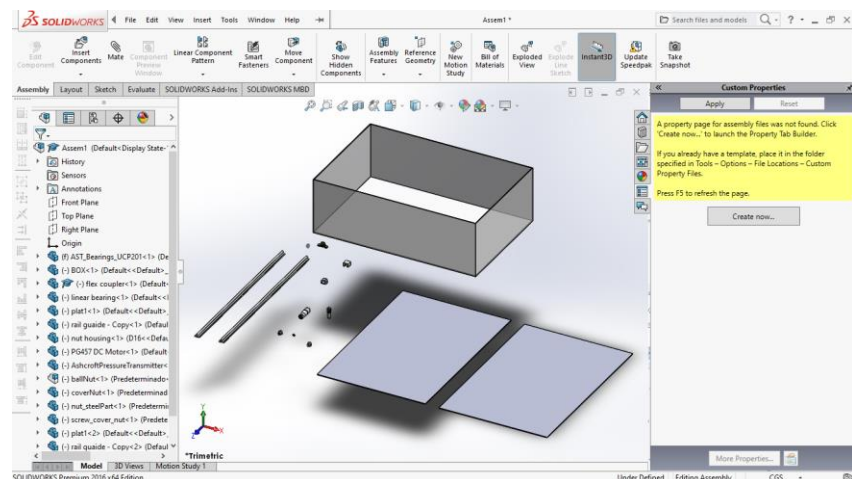 SOLIDWORKS File Edit View Insert Tools Window Help Assem1 * Search files and models
Edit Component
Insert Components
Mate
Component Preview Window
Linear Component Pattern
Smart Fasteners
Move Component
Show Hidden Components
Assembly Features
Reference Geometry
New Motion Study
Bill of Materials
Exploded View
Explode Line Sketch
Instant3D
Update Speedpak
Take Snapshot
Assembly Layout Sketch Evaluate SOLIDWORKS Add-Ins SOLIDWORKS MBD
Custom Properties
Apply Reset
A property page for assembly files was not found. Click
'Create now...' to launch the Property Tab Builder.
If you already have a template, place it in the folder
specified in Tools – Options – File Locations – Custom
Property Files.
Press F5 to refresh the page.
Create now...
Assem1 (Default<Display State-
History
Sensors
Annotations
Front Plane
Top Plane
Right Plane
Origin
(f) AST_Bearings_UCP201<1> (De
(-) BOX<1> (Default<<Default>_
(-) flex coupler<1> (Default<
(-) linear bearing<1> (Default<<
(-) plat1<1> (Default<<Default>_
(-) rail guaide - Copy<1> (Defaul
(-) nut housing<1> (D16<<Defau
(-) PG457 DC Motor<1> (Default
(-) AshcroftPressureTransmitter<
(-) ballNut<1> (Predeterminado<
(-) coverNut<1> (Predeterminad
(-) nut_steelPart<1> (Predetermi
(-) screw_cover_nut<1> (Predete
(-) plat1<2> (Default<<Default>_
(-) rail quaide - Copy<2> (Defaul
*Trimetric
More Properties...
Model 3D Views Motion Study 1
SOLIDWORKS Premium 2016 x64 Edition Under Defined Editing Assembly CGS